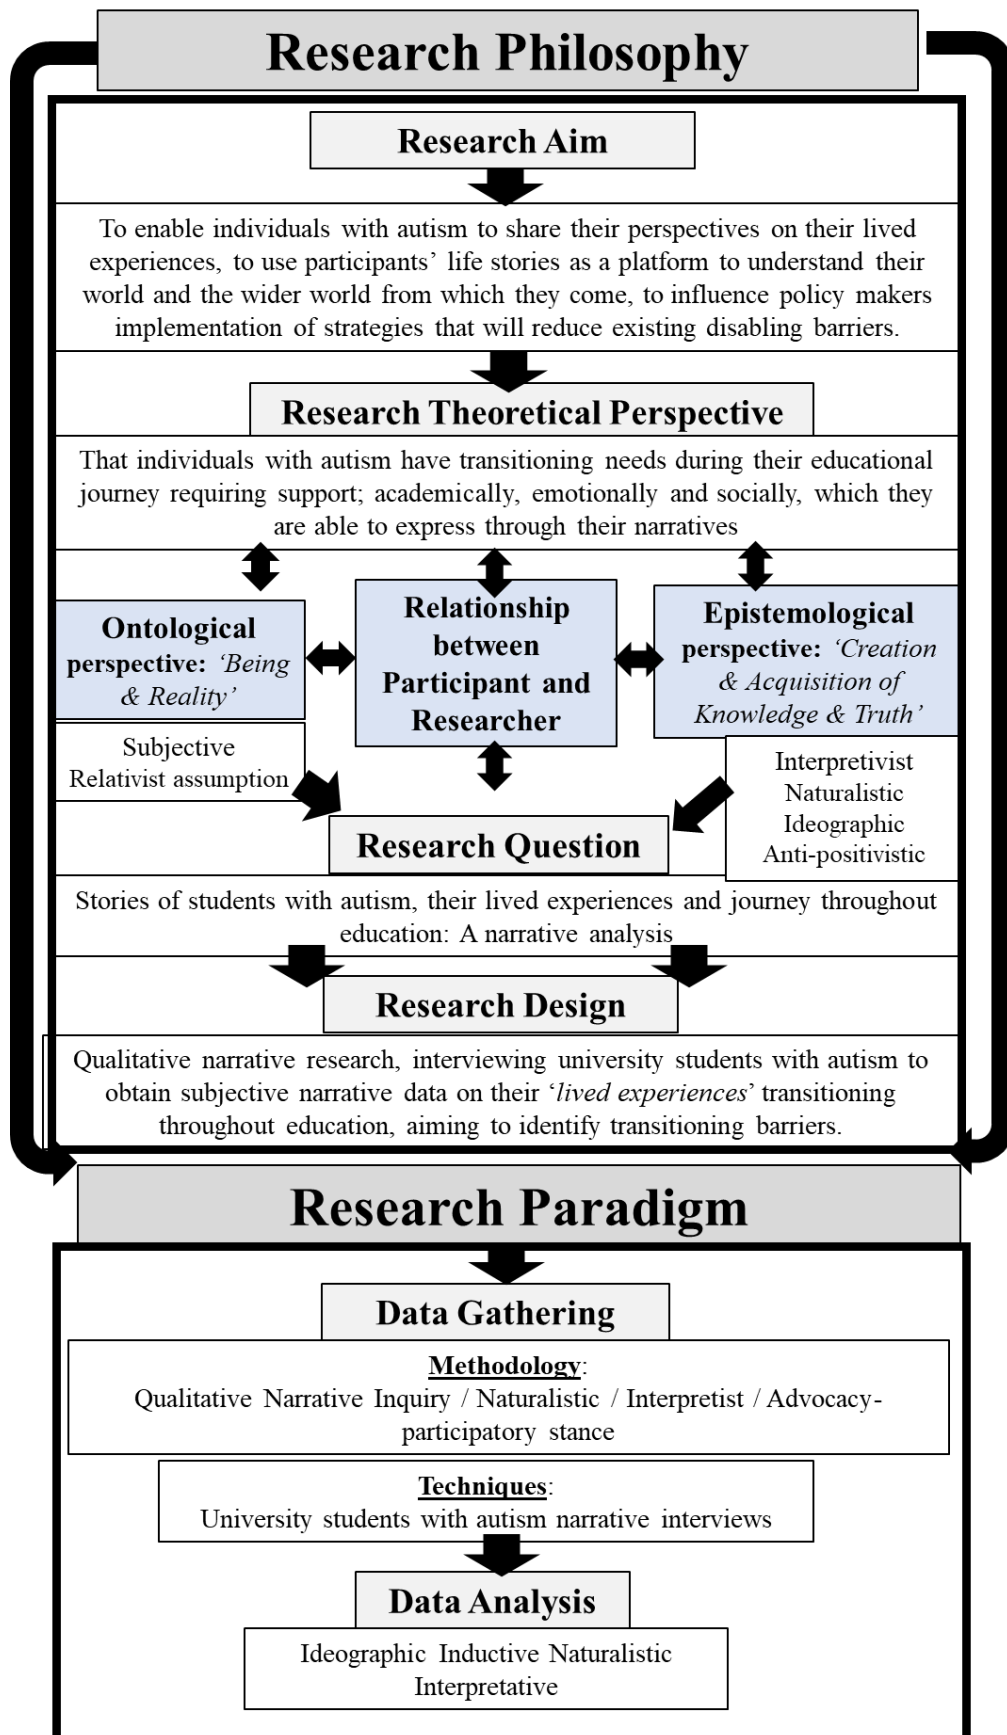 Research Philosophy
Research Aim
To enable individuals with autism to share their perspectives on their lived
experiences, to use participants’ life stories as a platform to understand their
world and the wider world from which they come, to influence policy makers
implementation of strategies that will reduce existing disabling barriers.
Research Theoretical Perspective
That individuals with autism have transitioning needs during their educational
journey requiring support; academically, emotionally and socially, which they
are able to express through their narratives
Ontological
perspective: ‘Being
& Reality’
Subjective
Relativist assumption
Relationship
between
Participant and
Researcher
Epistemological
perspective: ‘Creation
& Acquisition of
Knowledge & Truth’
Interpretivist
Naturalistic
Ideographic
Anti-positivistic
Research Question
Stories of students with autism, their lived experiences and journey throughout
education: A narrative analysis
Research Design
Qualitative narrative research, interviewing university students with autism to
obtain subjective narrative data on their ‘lived experiences’ transitioning
throughout education, aiming to identify transitioning barriers.
Research Paradigm
Data Gathering
Methodology:
Qualitative Narrative Inquiry / Naturalistic / Interpretist / Advocacy-
participatory stance
Techniques:
University students with autism narrative interviews
Data Analysis
Ideographic Inductive Naturalistic
Interpretative